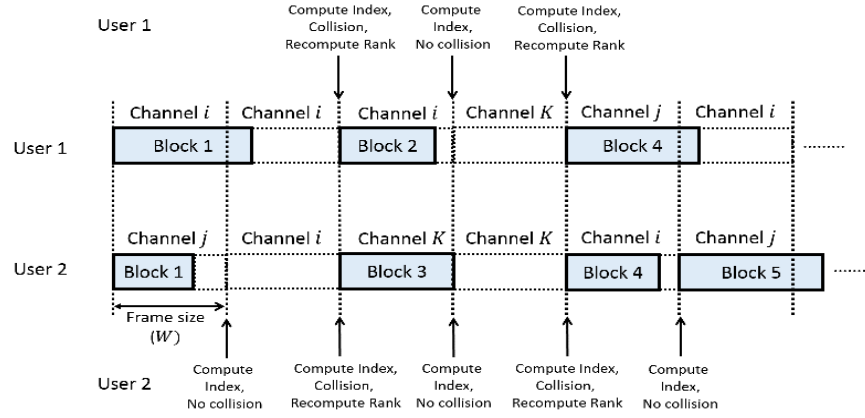 User 1
Compute Index, Collision, Recompute Rank
Compute Index, No collision
Compute Index, Collision, Recompute Rank
Channel i
Channel i
Channel i
Channel K
Channel j
Channel i
User 1
Block 1
Block 2
Block 4
........
Channel j
Channel i
Channel K
Channel K
Channel i
Channel j
User 2
Block 1
Block 3
Block 4
Block 5
......
Frame size
(W)
Compute Index, No collision
Compute Index, Collision, Recompute Rank
Compute Index, No collision
Compute Index, Collision, Recompute Rank
Compute Index, No collision
User 2